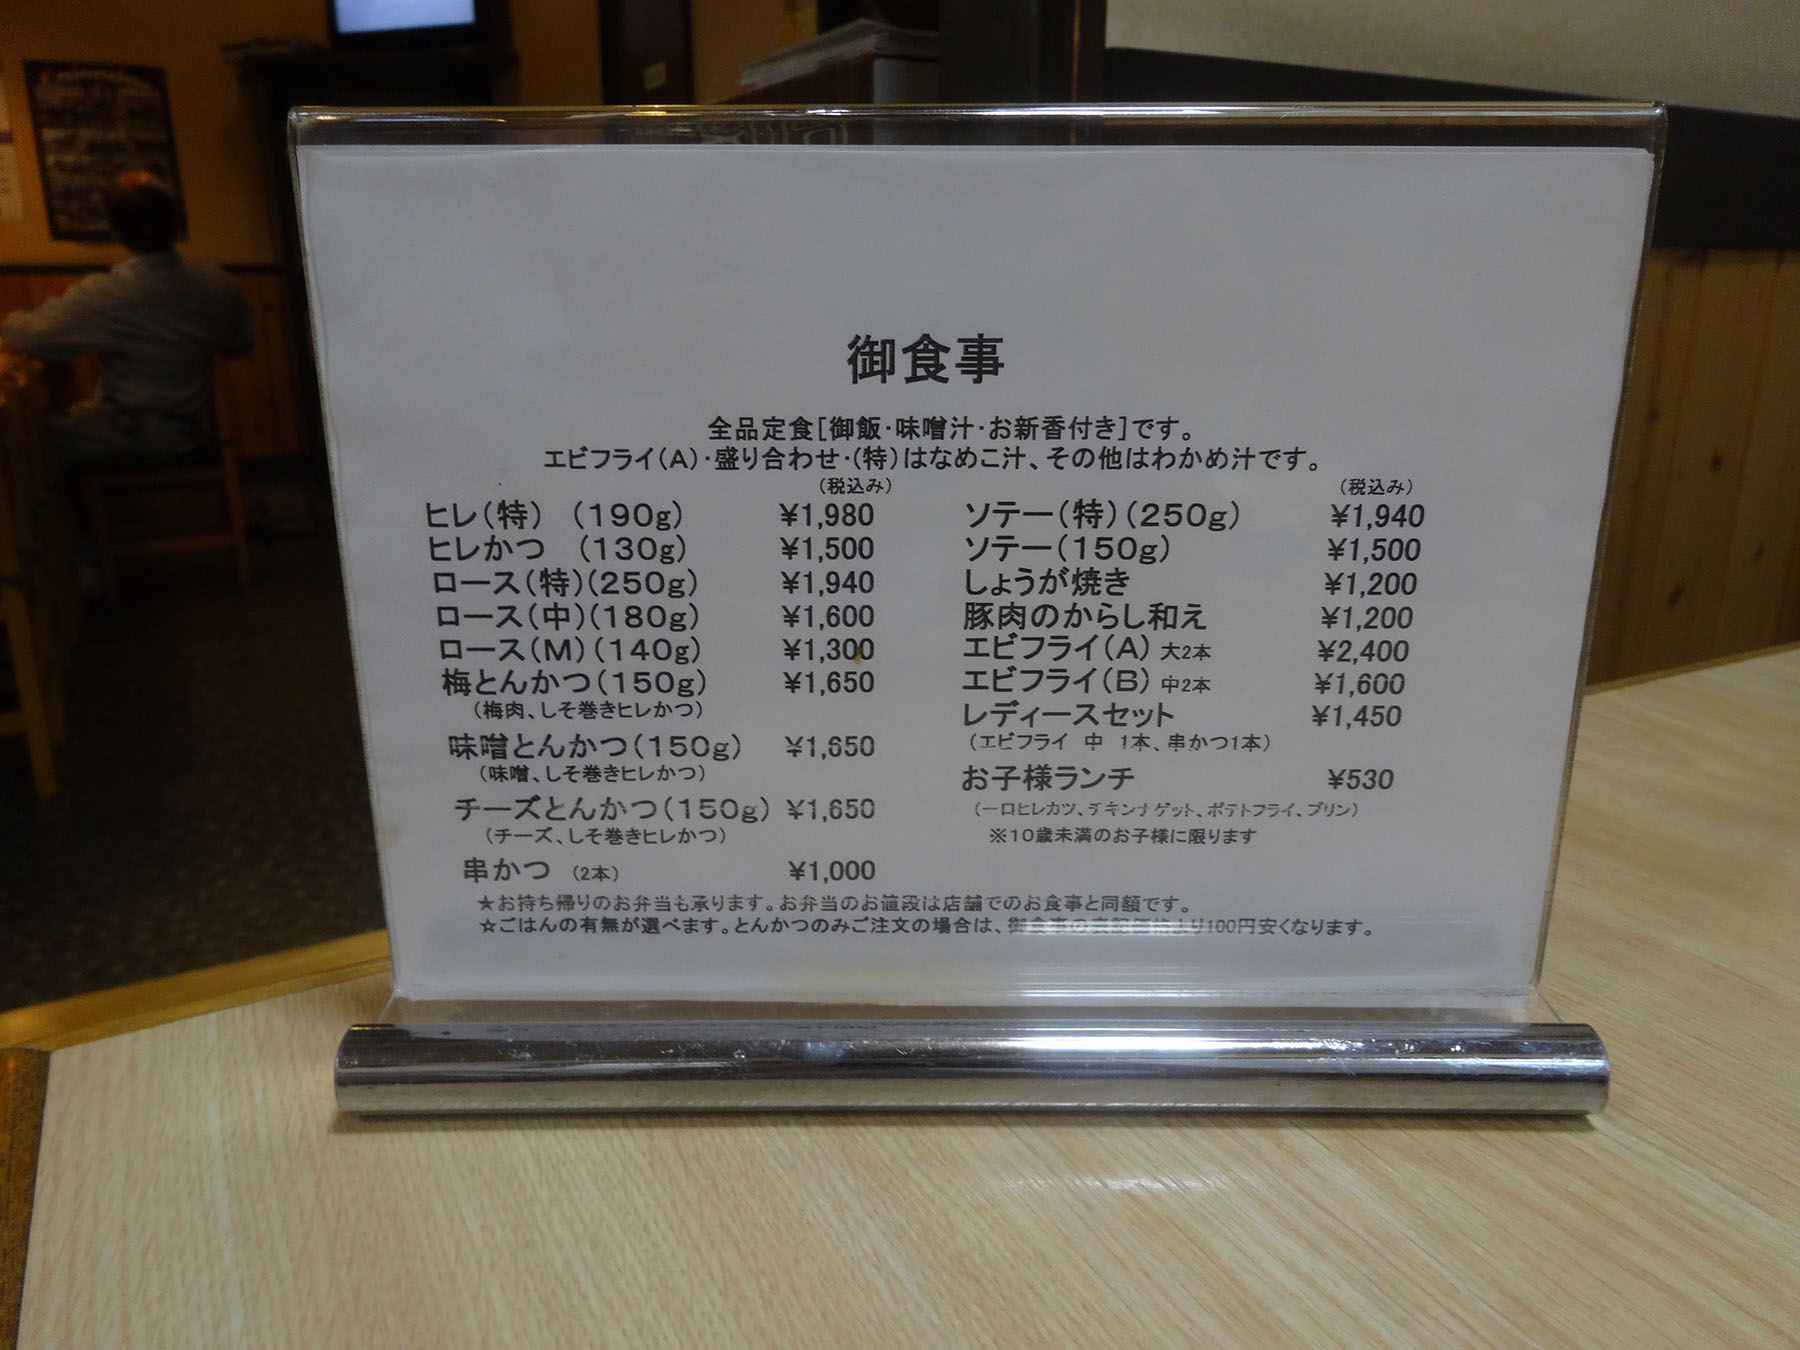 御食事
全品定食[御飯・味噌汁・お新香付き]です。
エビフライ(A)・盛り合わせ・(特)はなめこ汁、その他はわかめ汁です。
(税込み)
ヒレ(特) (190g) ¥1,980
ヒレかつ (130g) ¥1,500
ロース(特)(250g) ¥1,940
ロース(中)(180g) ¥1,600
ロース(M)(140g) ¥1,300
梅とんかつ(150g) ¥1,650
(梅肉、しそ巻きヒレかつ)
味噌とんかつ(150g) ¥1,650
(味噌、しそ巻きヒレかつ)
チーズとんかつ(150g) ¥1,650
(チーズ、しそ巻きヒレかつ)
串かつ (2本) ¥1,000
(税込み)
ソテー(特)(250g) ¥1,940
ソテー(150g) ¥1,500
しょうが焼き ¥1,200
豚肉のからし和え ¥1,200
エビフライ(A) 大2本 ¥2,400
エビフライ(B) 中2本 ¥1,600
レディースセット ¥1,450
(エビフライ 中 1本、串かつ1本)
お子様ランチ ¥530
(一口ヒレカツ、チキンナゲット、ポテトフライ、プリン)
※10歳未満のお子様に限ります
★お持ち帰りのお弁当も承ります。お弁当のお値段は店舗でのお食事と同額です。
☆ごはんの有無が選べます。とんかつのみご注文の場合は、御食事の表記価格より100円安くなります。